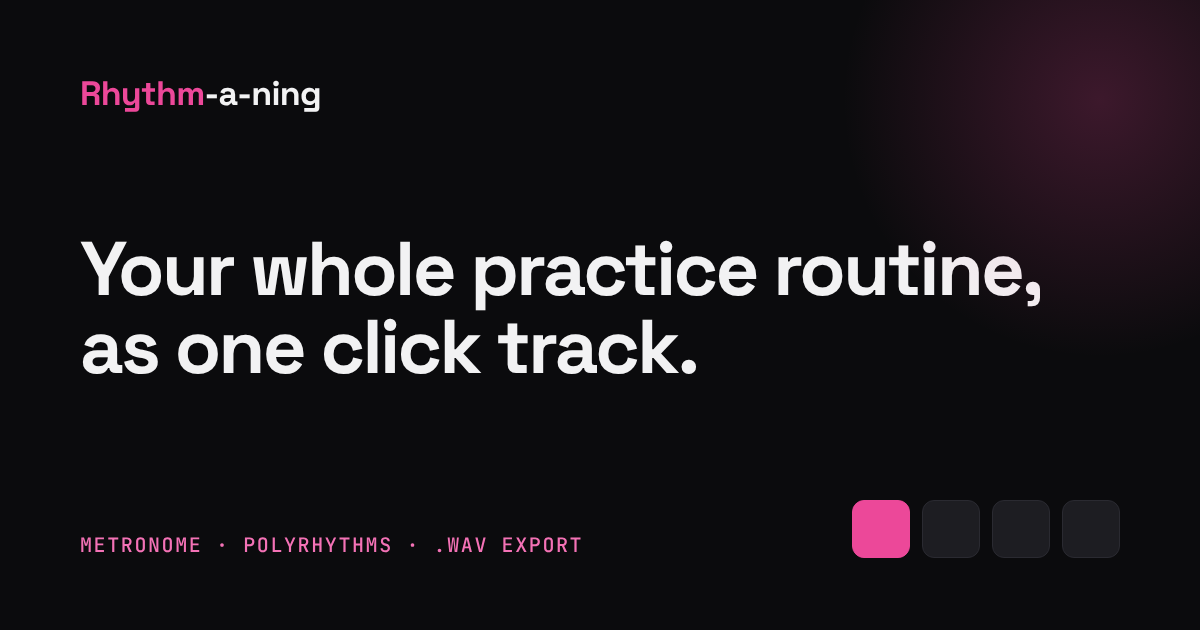 Rhythm-a-ning
Your whole practice routine,
as one click track.
METRONOME · POLYRHYTHMS · .WAV EXPORT